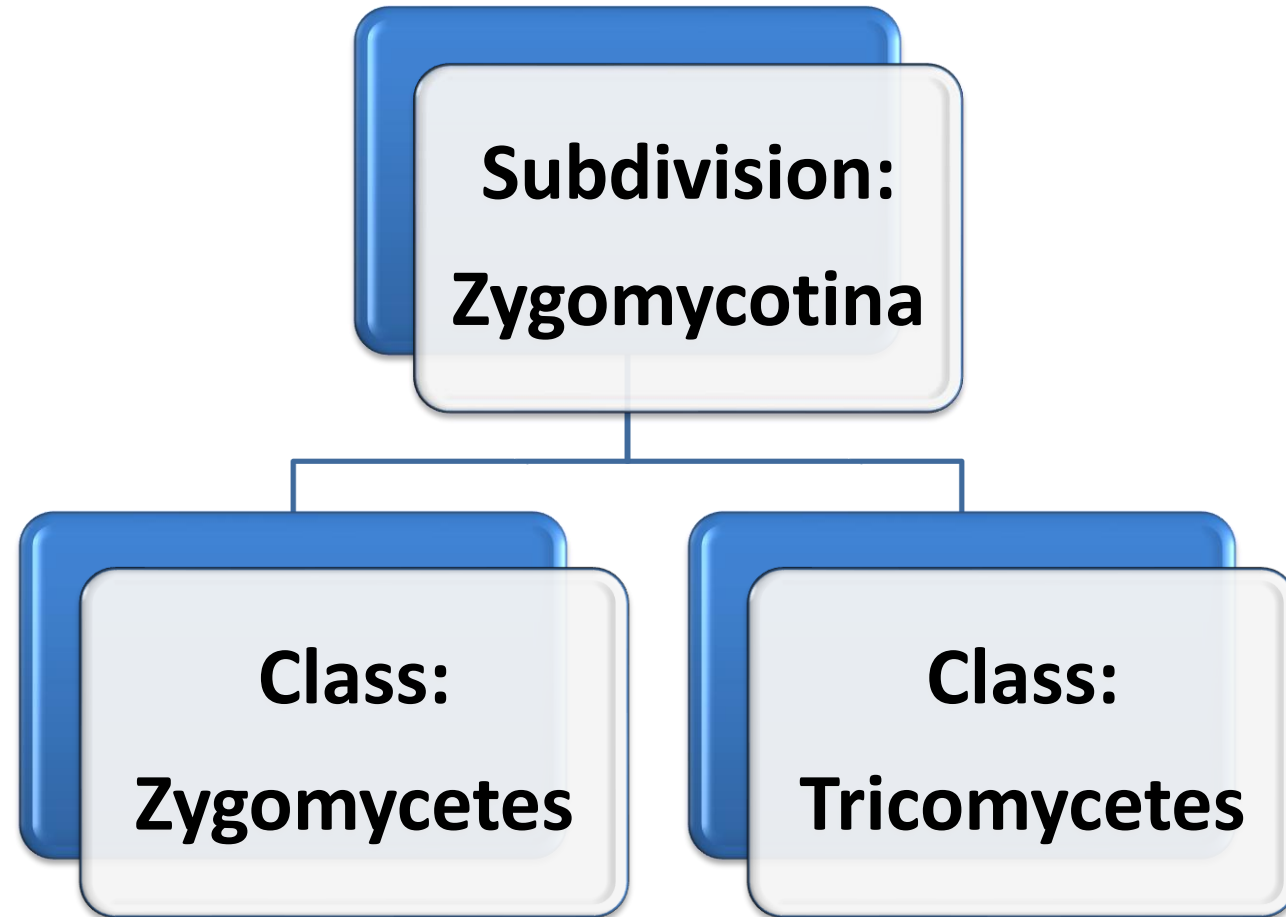 Subdivision:
Zygomycotina
Class:
Zygomycetes
Class:
Tricomycetes